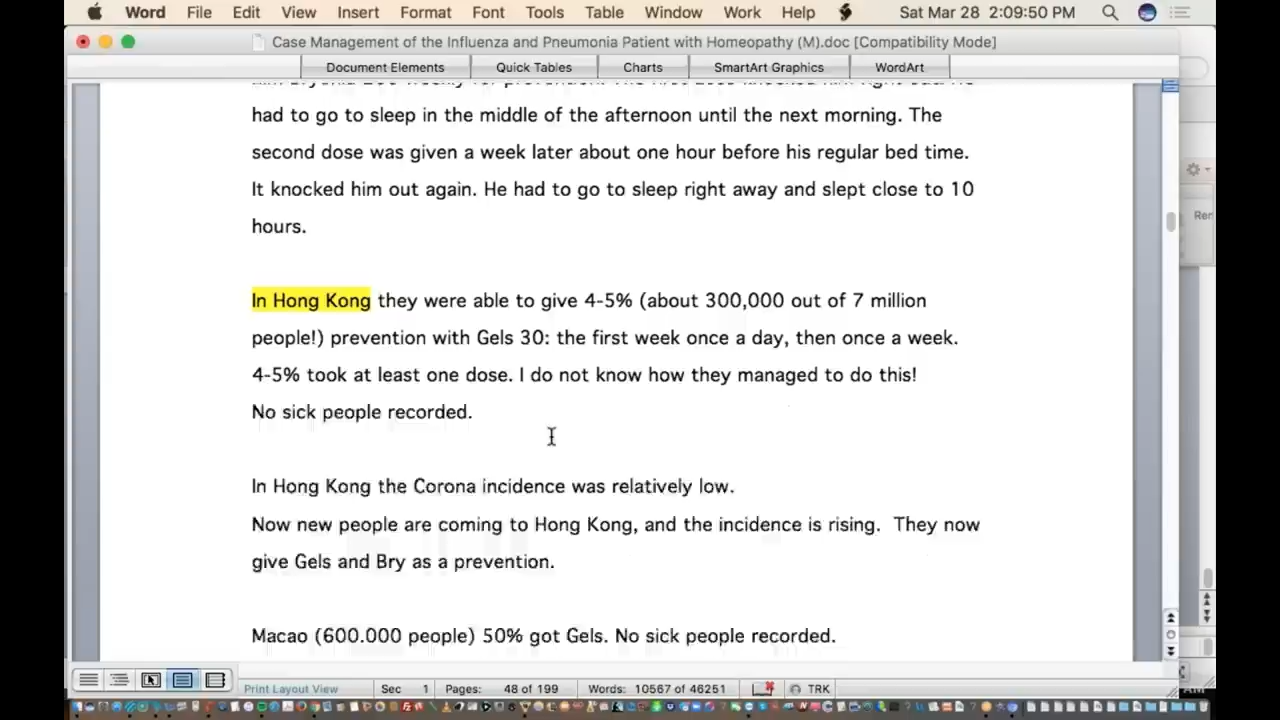 Word File Edit View Insert Format Font Tools Table Window Work Help Sat Mar 28 2:09:50 PM
Case Management of the Influenza and Pneumonia Patient with Homeopathy (M).doc [Compatibility Mode]
Document Elements Quick Tables Charts SmartArt Graphics WordArt
had to go to sleep in the middle of the afternoon until the next morning. The
second dose was given a week later about one hour before his regular bed time.
It knocked him out again. He had to go to sleep right away and slept close to 10
hours.
In Hong Kong they were able to give 4-5% (about 300,000 out of 7 million
people!) prevention with Gels 30: the first week once a day, then once a week.
4-5% took at least one dose. I do not know how they managed to do this!
No sick people recorded.
In Hong Kong the Corona incidence was relatively low.
Now new people are coming to Hong Kong, and the incidence is rising.  They now
give Gels and Bry as a prevention.
Macao (600.000 people) 50% got Gels. No sick people recorded.
Print Layout View Sec 1 Pages: 48 of 199 Words: 10567 of 46251 TRK